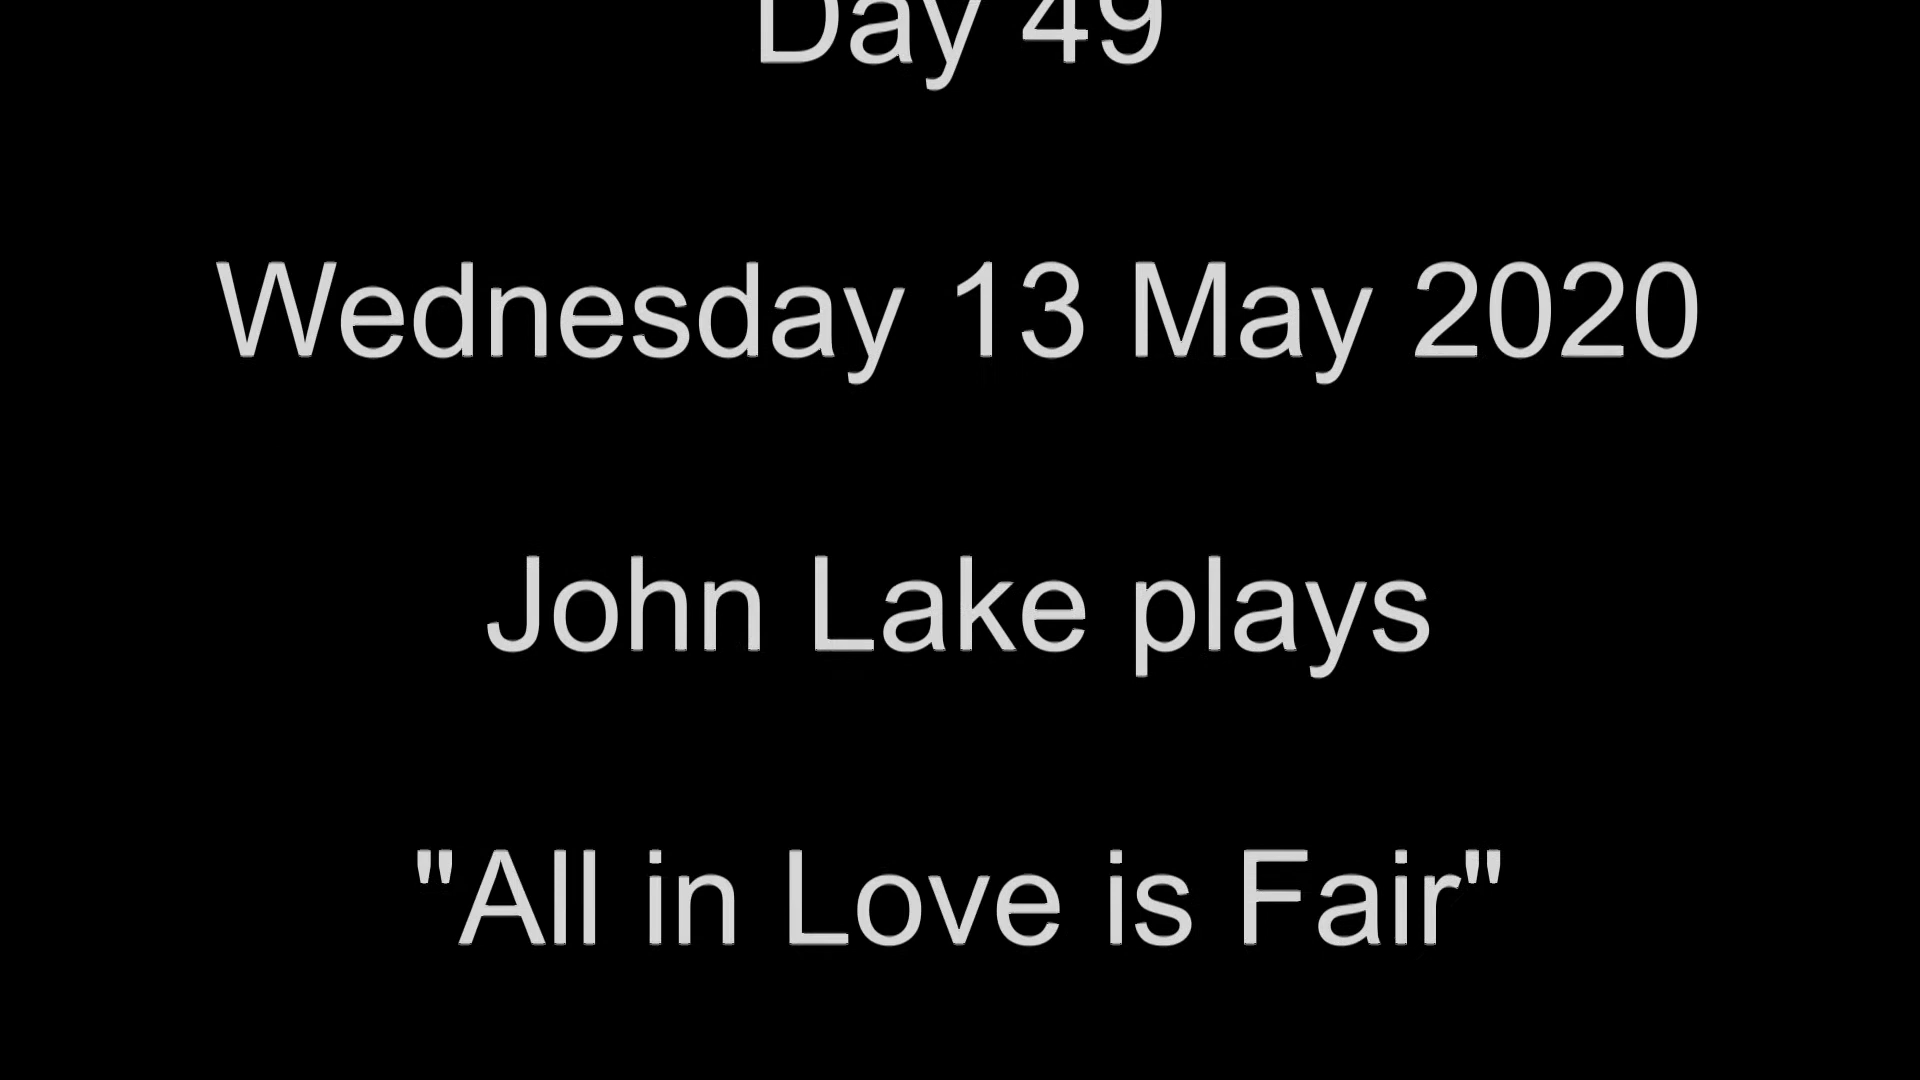 Day 49
Wednesday 13 May 2020
John Lake plays
"All in Love is Fair"